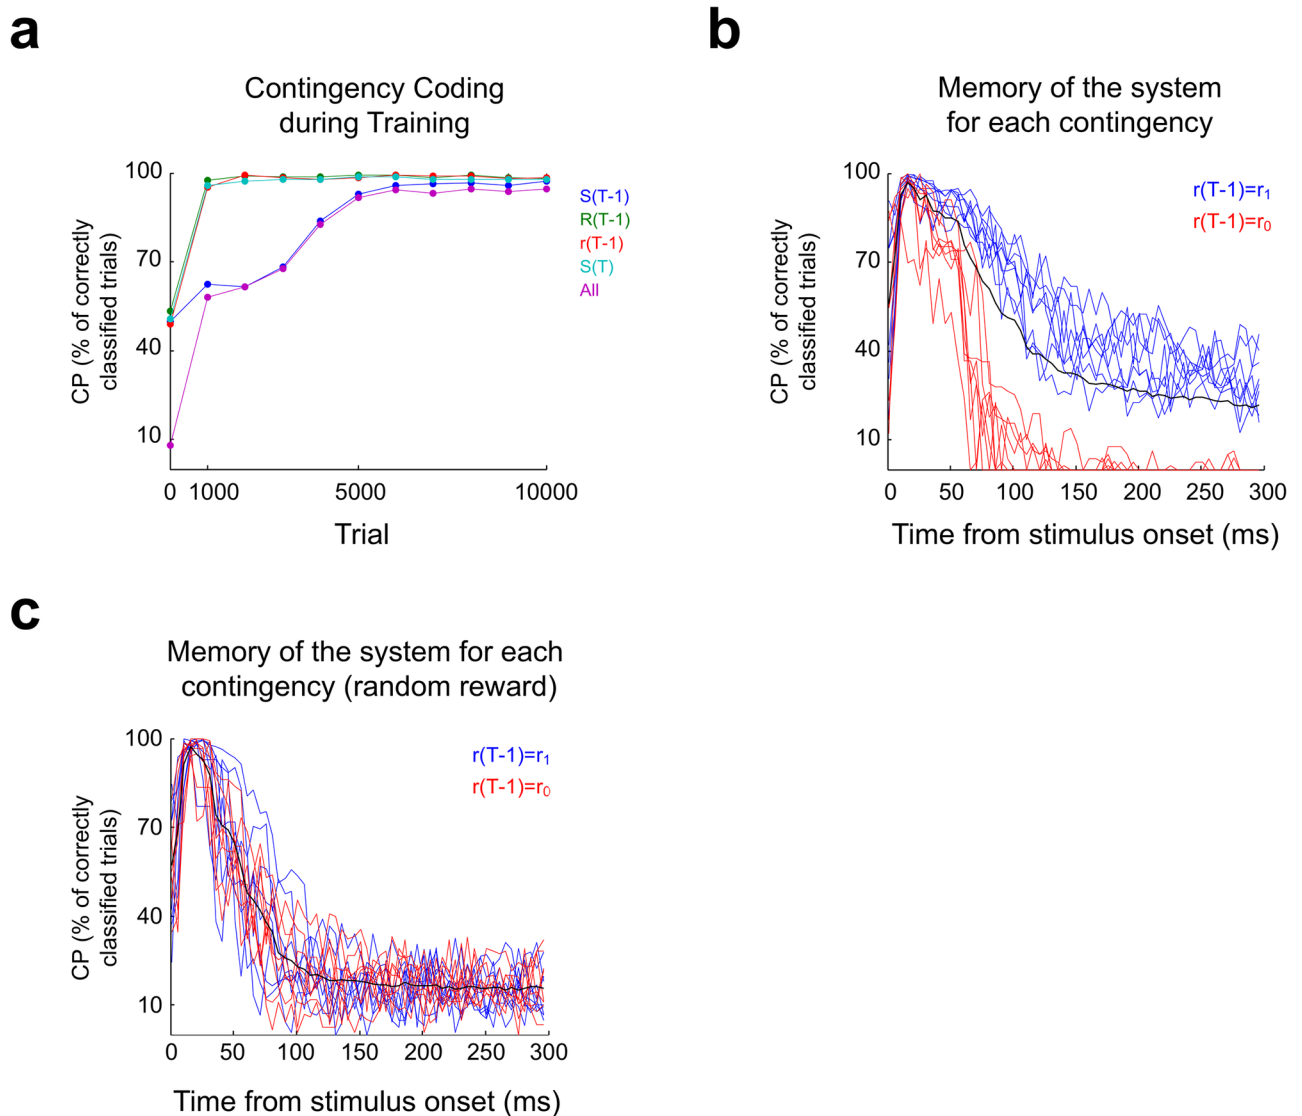 a
Contingency Coding
during Training
CP (% of correctly
classified trials)
100
70
40
10
0 1000 5000 10000
Trial
S(T-1)
R(T-1)
r(T-1)
S(T)
All
b
Memory of the system
for each contingency
CP (% of correctly
classified trials)
100
70
40
10
0 50 100 150 200 250 300
Time from stimulus onset (ms)
r(T-1)=r₁
r(T-1)=r₀
c
Memory of the system for each
contingency (random reward)
CP (% of correctly
classified trials)
100
70
40
10
0 50 100 150 200 250 300
Time from stimulus onset (ms)
r(T-1)=r₁
r(T-1)=r₀